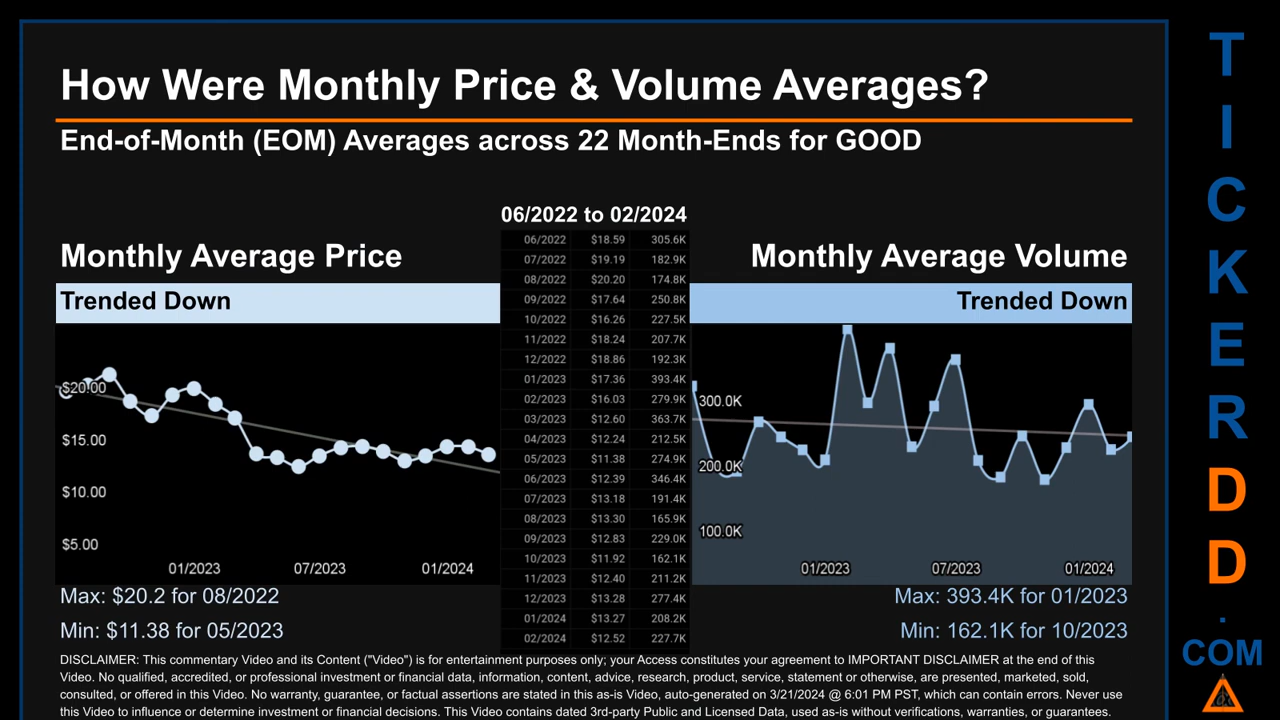 How Were Monthly Price & Volume Averages?
End-of-Month (EOM) Averages across 22 Month-Ends for GOOD
06/2022 to 02/2024
Monthly Average Price
Trended Down
$20.00
$15.00
$10.00
$5.00
01/2023 07/2023 01/2024
Max: $20.2 for 08/2022
Min: $11.38 for 05/2023
06/2022 $18.59 305.6K
07/2022 $19.19 182.9K
08/2022 $20.20 174.8K
09/2022 $17.64 250.8K
10/2022 $16.26 227.5K
11/2022 $18.24 207.7K
12/2022 $18.86 192.3K
01/2023 $17.36 393.4K
02/2023 $16.03 279.9K
03/2023 $12.60 363.7K
04/2023 $12.24 212.5K
05/2023 $11.38 274.9K
06/2023 $12.39 346.4K
07/2023 $13.18 191.4K
08/2023 $13.30 165.9K
09/2023 $12.83 229.0K
10/2023 $11.92 162.1K
11/2023 $12.40 211.2K
12/2023 $13.28 277.4K
01/2024 $13.27 208.2K
02/2024 $12.52 227.7K
Monthly Average Volume
Trended Down
300.0K
200.0K
100.0K
01/2023 07/2023 01/2024
Max: 393.4K for 01/2023
Min: 162.1K for 10/2023
DISCLAIMER: This commentary Video and its Content ("Video") is for entertainment purposes only; your Access constitutes your agreement to IMPORTANT DISCLAIMER at the end of this
Video. No qualified, accredited, or professional investment or financial data, information, content, advice, research, product, service, statement or otherwise, are presented, marketed, sold,
consulted, or offered in this Video. No warranty, guarantee, or factual assertions are stated in this as-is Video, auto-generated on 3/21/2024 @ 6:01 PM PST, which can contain errors. Never use
this Video to influence or determine investment or financial decisions. This Video contains dated 3rd-party Public and Licensed Data, used as-is without verifications, warranties, or guarantees.
T
I
C
K
E
R
D
D
.
COM